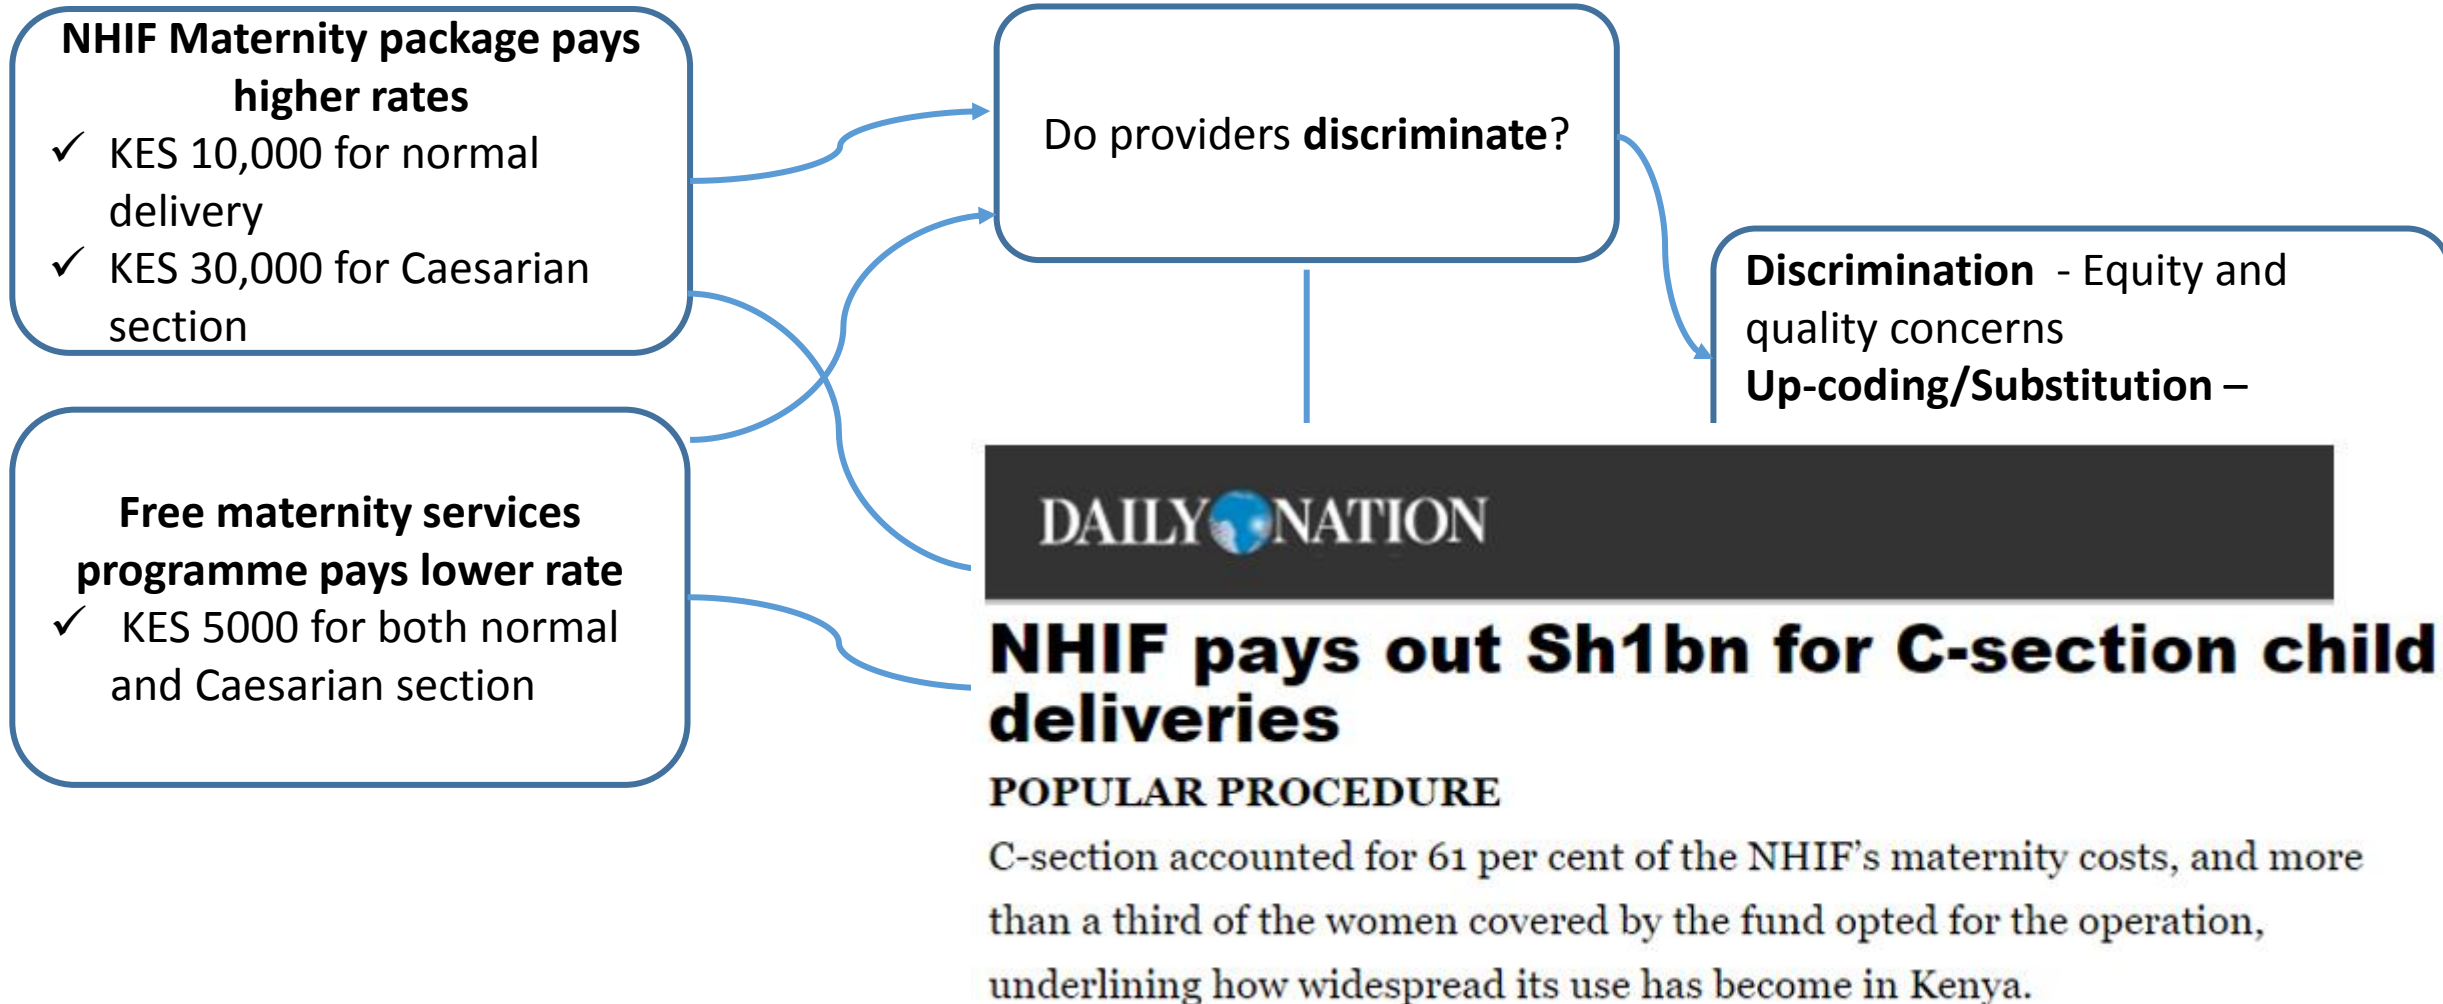 NHIF Maternity package pays
higher rates
✓ KES 10,000 for normal
delivery
✓ KES 30,000 for Caesarian
section
Free maternity services
programme pays lower rate
✓ KES 5000 for both normal
and Caesarian section
Do providers discriminate?
Discrimination - Equity and
quality concerns
Up-coding/Substitution –
DAILY NATION
NHIF pays out Sh1bn for C-section child
deliveries
POPULAR PROCEDURE
C-section accounted for 61 per cent of the NHIF's maternity costs, and more
than a third of the women covered by the fund opted for the operation,
underlining how widespread its use has become in Kenya.